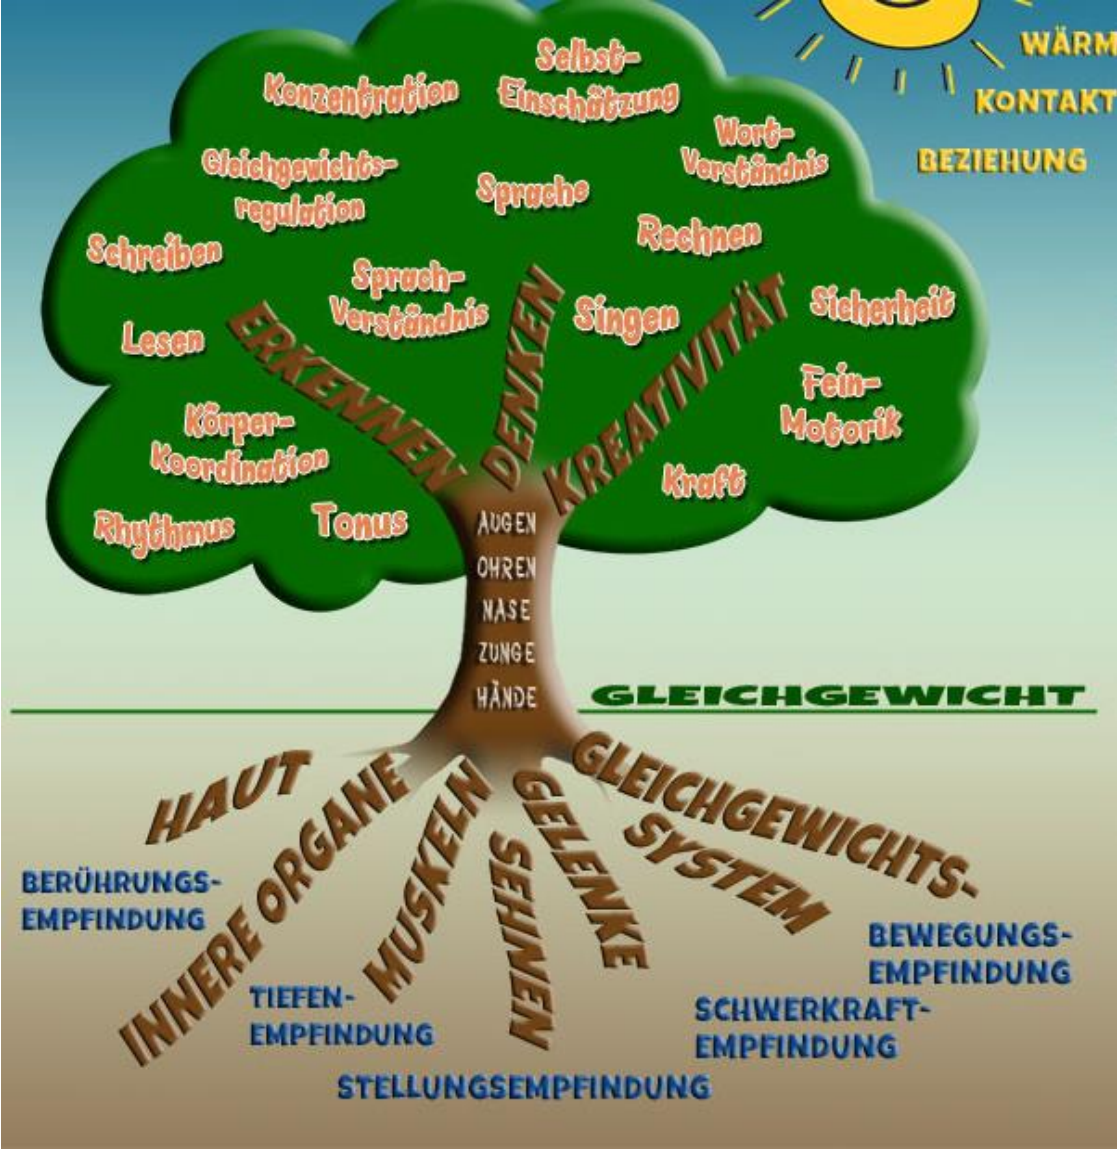 WÄRM
KONTAKT
BEZIEHUNG
Selbst-
Einschätzung
Konzentration
Wort-
Verständnis
Gleichgewichts-
regulation
Sprache
Rechnen
Schreiben
Sprach-
Verständnis
Singen
Sicherheit
Lesen
ERKENNEN
DENKEN
KREATIVITÄT
Fein-
Motorik
Körper-
Koordination
Kraft
Rhythmus
Tonus
AUGEN
OHREN
NASE
ZUNGE
HÄNDE
GLEICHGEWICHT
HAUT
INNERE ORGANE
MUSKELN
SEHNEN
GELENKE
GLEICHGEWICHTS-
SYSTEM
BERÜHRUNGS-
EMPFINDUNG
TIEFEN-
EMPFINDUNG
STELLUNGSEMPFINDUNG
SCHWERKRAFT-
EMPFINDUNG
BEWEGUNGS-
EMPFINDUNG